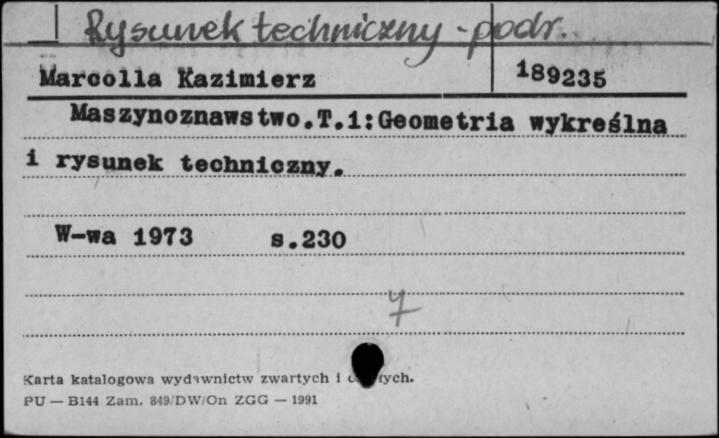 Rysunek techniczny - podr.
Marcolla Kazimierz 189235
Maszynoznawstwo.T.1:Geometria wykreślna
i rysunek techniczny.
W-wa 1973 s.230
7
Karta katalogowa wydawnictw zwartych i
PU — B144 Zam. 849/DW/On ZGG — 1991